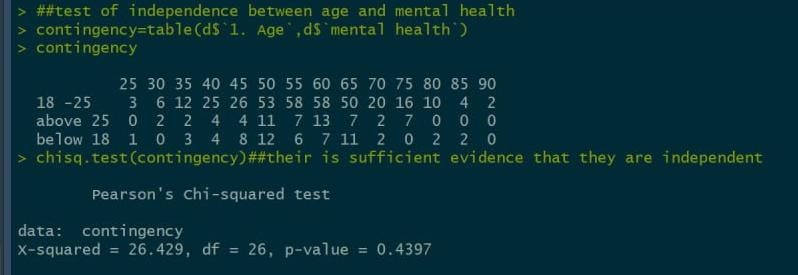 > ##test of independence between age and mental health
> contingency=table(d$`1. Age`,d$`mental health`)
> contingency
25 30 35 40 45 50 55 60 65 70 75 80 85 90
18 -25 3 6 12 25 26 53 58 58 50 20 16 10 4 2
above 25 0 2 2 4 4 11 7 13 7 2 7 0 0 0
below 18 1 0 3 4 8 12 6 7 11 2 0 2 2 0
> chisq.test(contingency)##their is sufficient evidence that they are independent
Pearson's Chi-squared test
data: contingency
X-squared = 26.429, df = 26, p-value = 0.4397